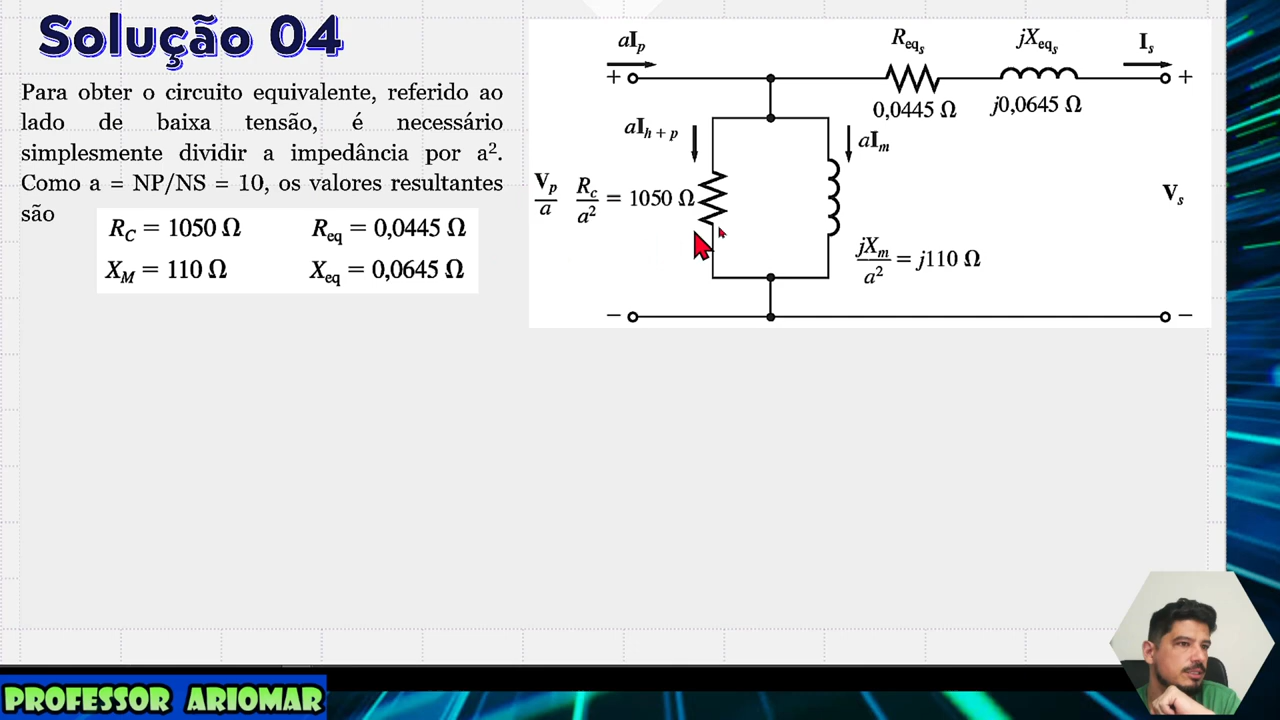 Solução 04
Para obter o circuito equivalente, referido ao
lado de baixa tensão, é necessário
simplesmente dividir a impedância por a².
Como a = NP/NS = 10, os valores resultantes
são
R_C = 1050 Ω R_eq = 0,0445 Ω
X_M = 110 Ω X_eq = 0,0645 Ω
aI_p R_eq_s jX_eq_s I_s
+ +
0,0445 Ω j0,0645 Ω
aI_h + p aI_m
V_p/a R_c/a² = 1050 Ω V_s
jX_m/a² = j110 Ω
− −
PROFESSOR ARIOMAR